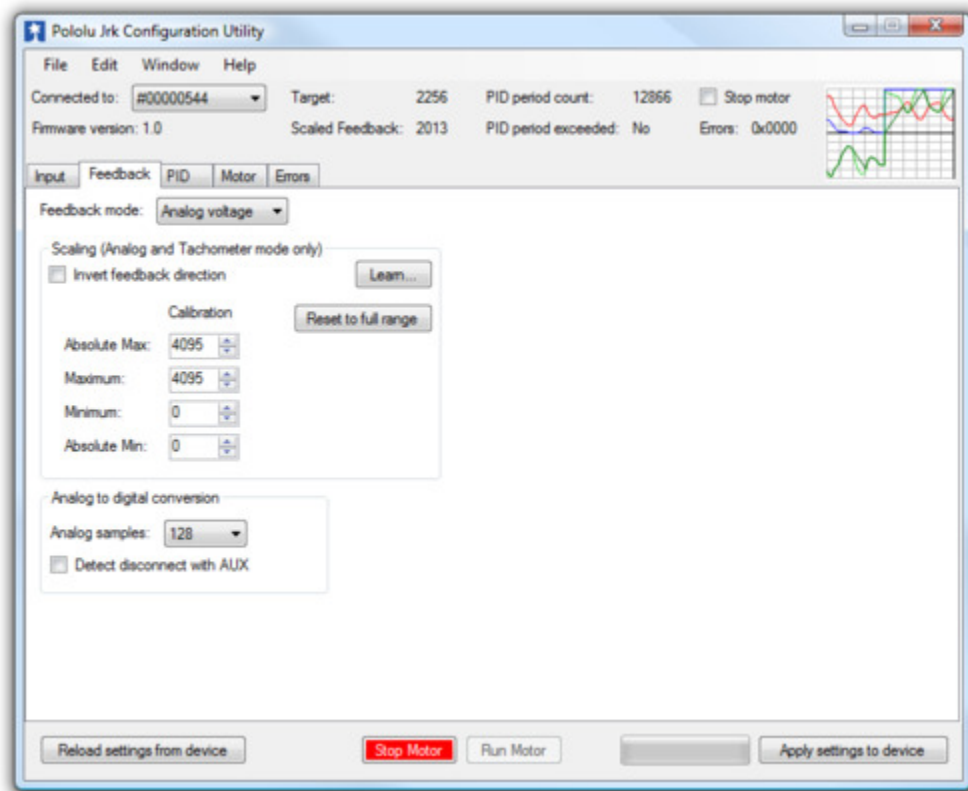 Pololu Jrk Configuration Utility
File Edit Window Help
Connected to: #00000544 Target: 2256 PID period count: 12866 Stop motor
Firmware version: 1.0 Scaled Feedback: 2013 PID period exceeded: No Errors: 0x0000
Input Feedback PID Motor Errors
Feedback mode: Analog voltage
Scaling (Analog and Tachometer mode only)
Invert feedback direction Learn...
Calibration Reset to full range
Absolute Max: 4095
Maximum: 4095
Minimum: 0
Absolute Min: 0
Analog to digital conversion
Analog samples: 128
Detect disconnect with AUX
Reload settings from device Stop Motor Run Motor Apply settings to device